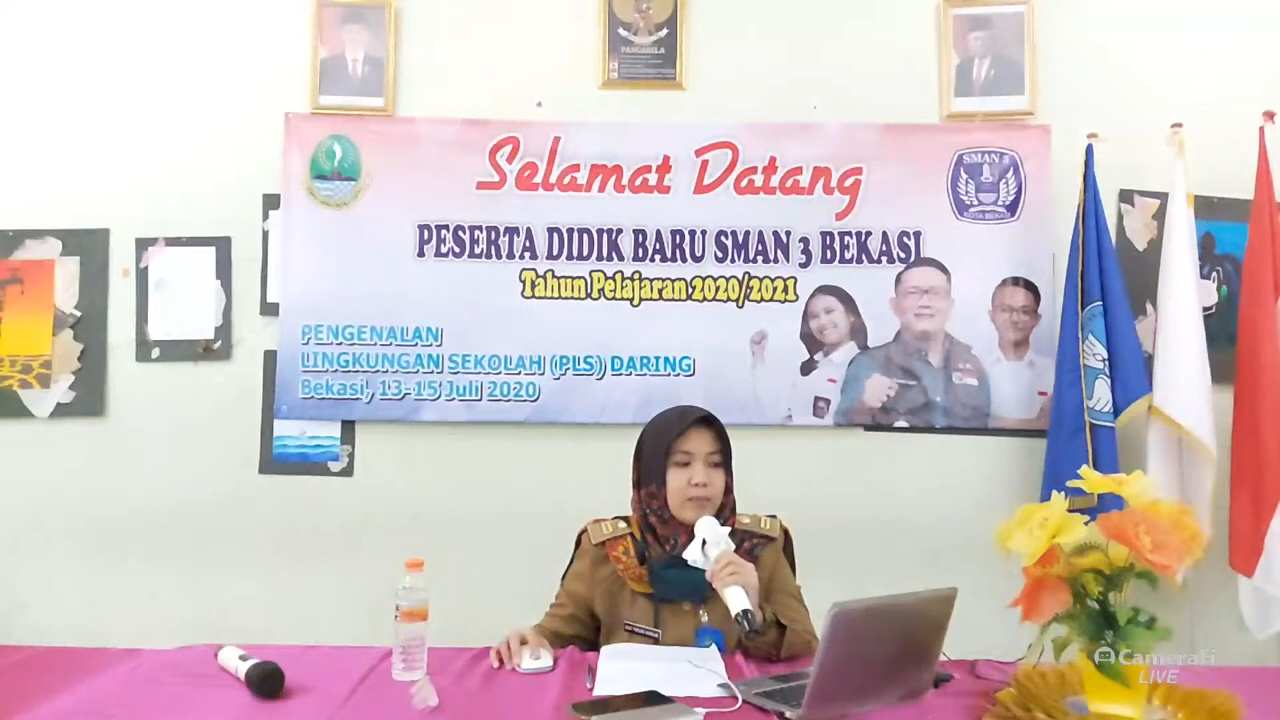 PANCASILA
Selamat Datang
SMAN 3
KOTA BEKASI
PESERTA DIDIK BARU SMAN 3 BEKASI
Tahun Pelajaran 2020/2021
PENGENALAN
LINGKUNGAN SEKOLAH (PLS) DARING
Bekasi, 13-15 Juli 2020
CameraFi
LIVE